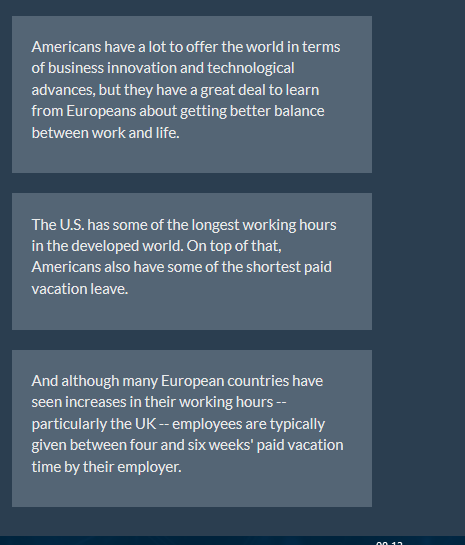 Americans have a lot to offer the world in terms
of business innovation and technological
advances, but they have a great deal to learn
from Europeans about getting better balance
between work and life.
The U.S. has some of the longest working hours
in the developed world. On top of that,
Americans also have some of the shortest paid
vacation leave.
And although many European countries have
seen increases in their working hours --
particularly the UK -- employees are typically
given between four and six weeks' paid vacation
time by their employer.